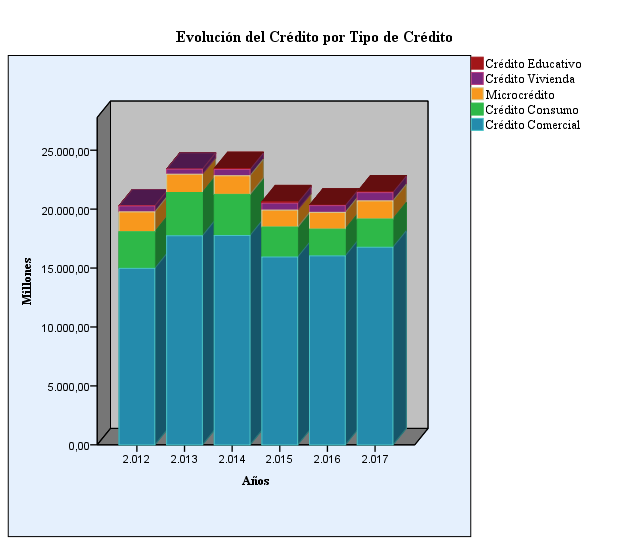 Evolución del Crédito por Tipo de Crédito
Crédito Educativo
Crédito Vivienda
Microcrédito
Crédito Consumo
Crédito Comercial
25.000,00
20.000,00
15.000,00
10.000,00
5.000,00
0,00
Millones
2.012 2.013 2.014 2.015 2.016 2.017
Años